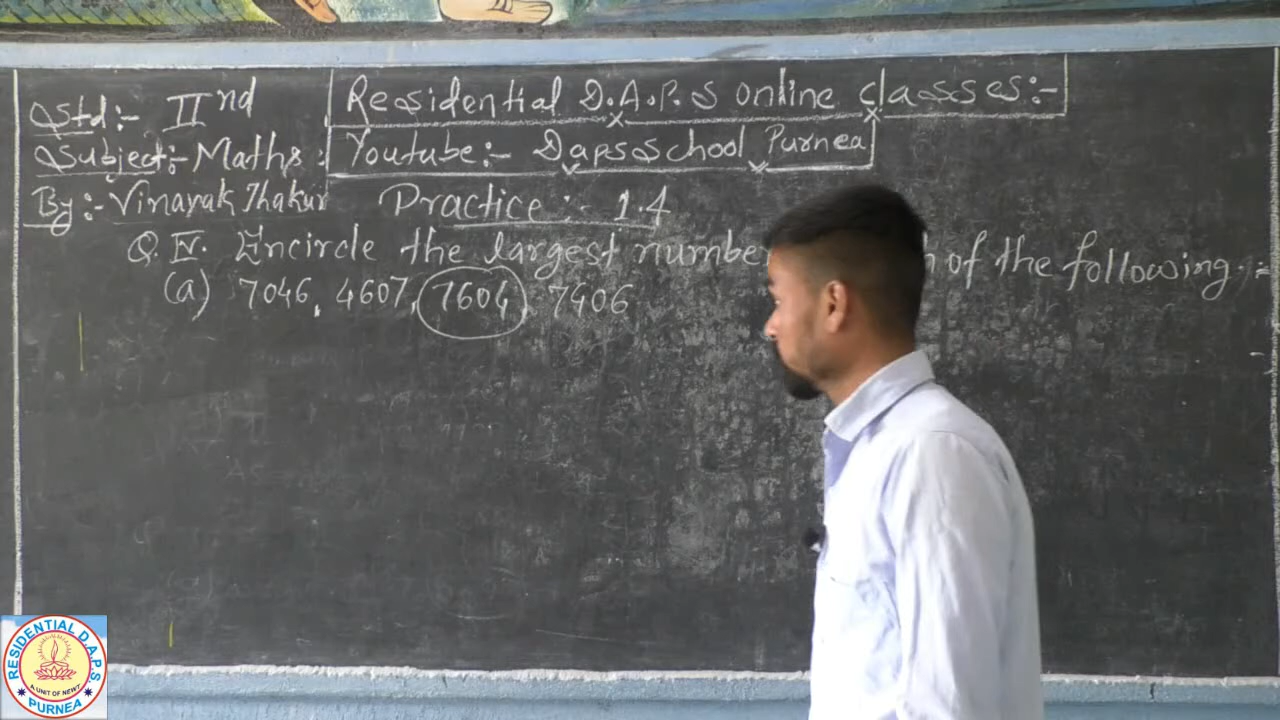 Std:- IInd
Residential D.A.P.S online classes:-
Subject:- Maths:
Youtube:- Dapsschool Purnea
By:- Vinayak Thakur
Practice:- 1.4
Q.IV. Encircle the largest number of the following:=
(a) 7046, 4607, 7604, 7406
RESIDENTIAL D.A.P.S
PURNEA